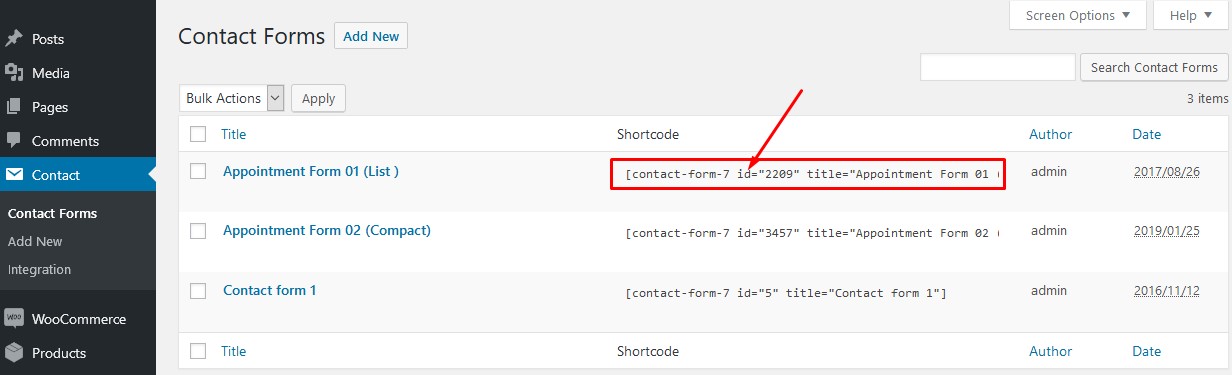 Screen Options ▼
Help ▼
Posts
Media
Pages
Comments
Contact
Contact Forms
Add New
Integration
WooCommerce
Products
Contact Forms Add New
Search Contact Forms
Bulk Actions Apply
3 items
Title Shortcode Author Date
Appointment Form 01 (List ) [contact-form-7 id="2209" title="Appointment Form 01 ( admin 2017/08/26
Appointment Form 02 (Compact) [contact-form-7 id="3457" title="Appointment Form 02 ( admin 2019/01/25
Contact form 1 [contact-form-7 id="5" title="Contact form 1"] admin 2016/11/12
Title Shortcode Author Date